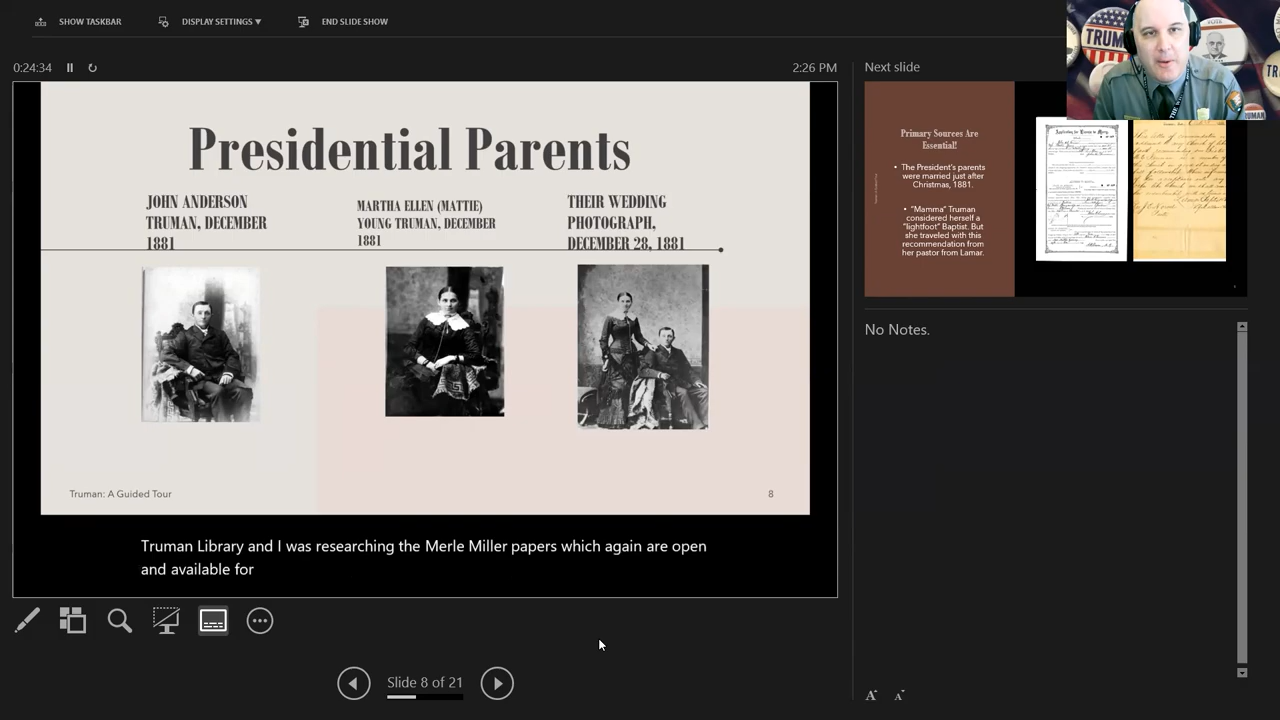 SHOW TASKBAR
DISPLAY SETTINGS ▼
END SLIDE SHOW
0:24:34
2:26 PM
Presidential Parents
JOHN ANDERSON
TRUMAN, DECEMBER
1881
MARTHA ELLEN (MATTIE)
YOUNG TRUMAN, DECEMBER
1881
THEIR WEDDING
PHOTOGRAPH,
DECEMBER 28, 1881
Truman: A Guided Tour
8
Truman Library and I was researching the Merle Miller papers which again are open
and available for
Slide 8 of 21
Next slide
TRUM
VOTE
Primary Sources Are
Essential!
• The President's parents
were married just after
Christmas, 1881.
• "Mamma" Truman
considered herself a
"lightfoot" Baptist. But
she traveled with this
recommendation from
her pastor from Lamar.
No Notes.
A
A